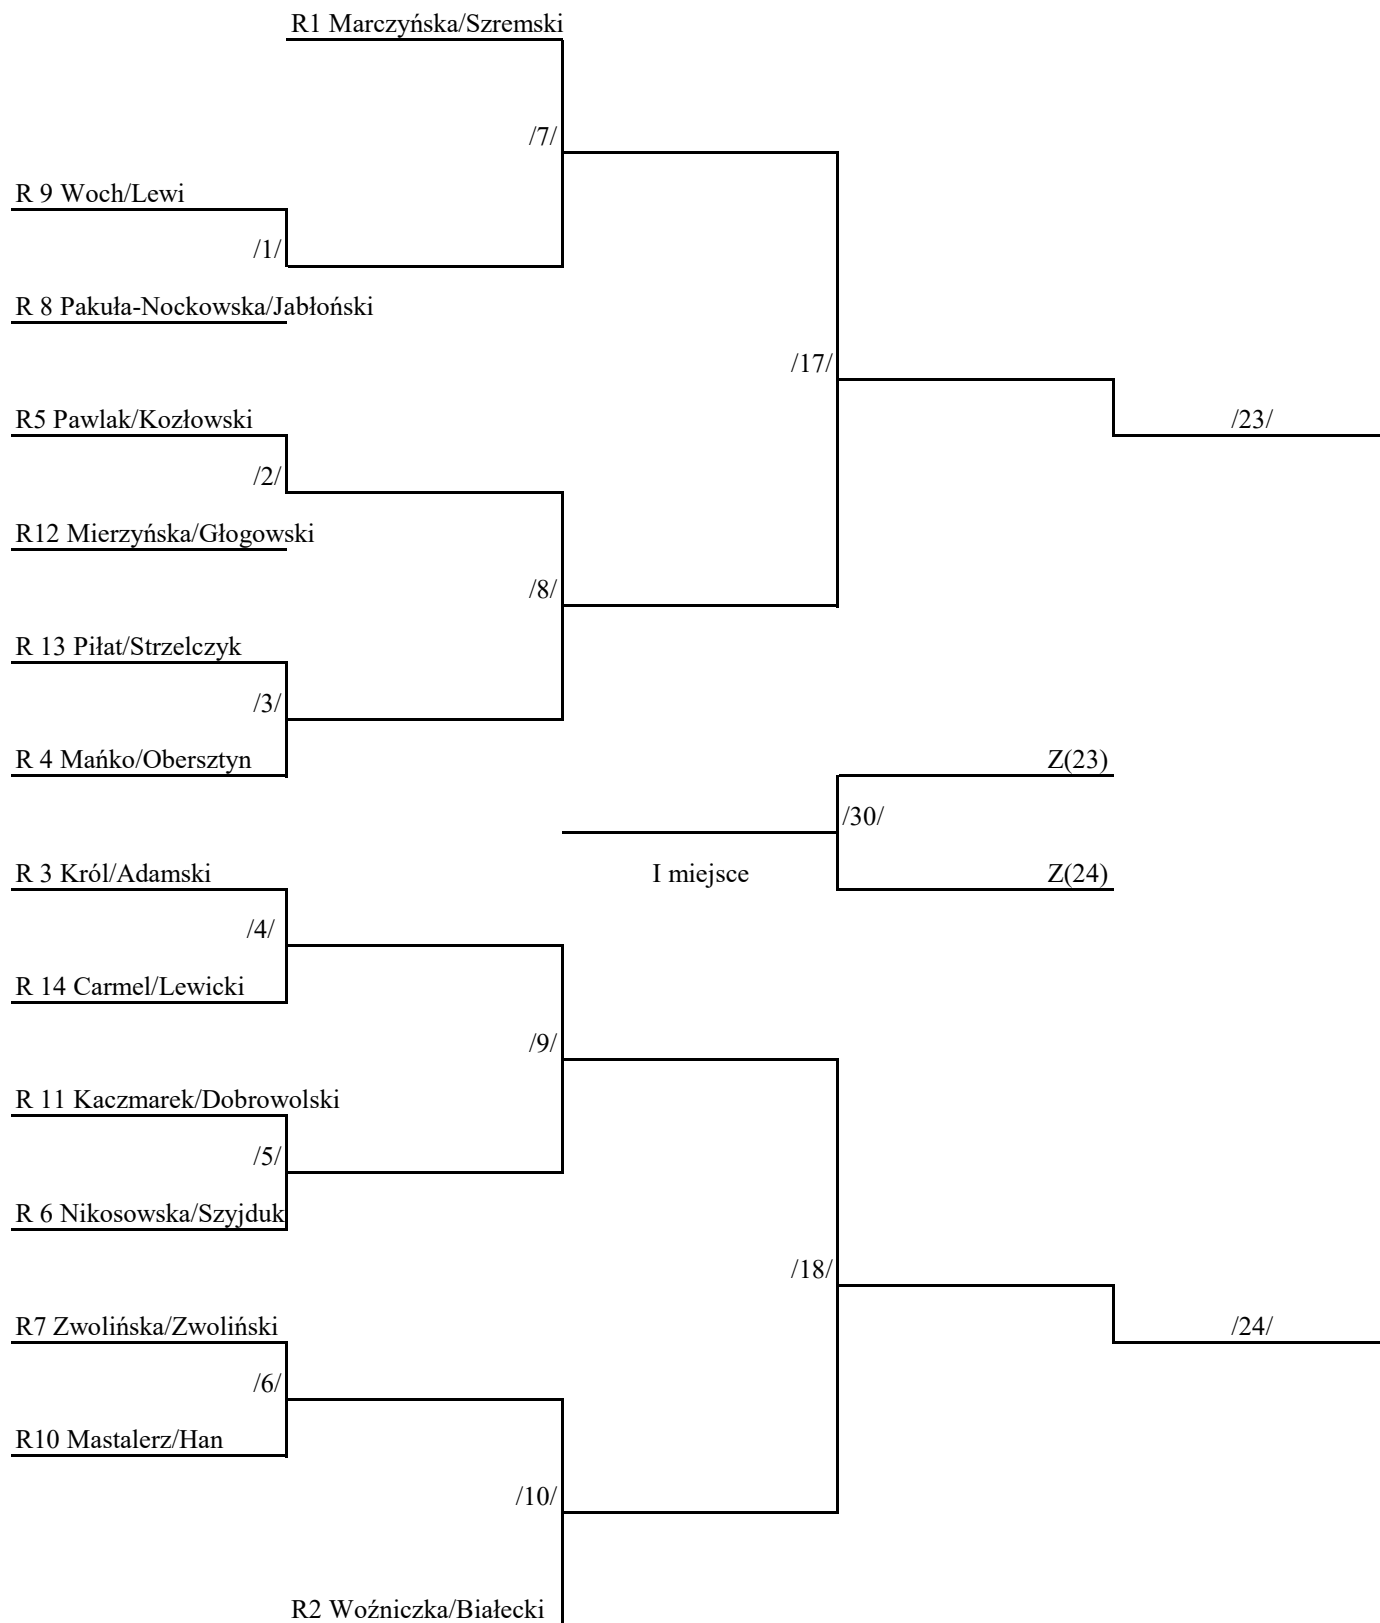 R1 Marczyńska/Szremski
/7/
R 9 Woch/Lewi
/1/
R 8 Pakuła-Nockowska/Jabłoński
/17/
R5 Pawlak/Kozłowski
/23/
/2/
R12 Mierzyńska/Głogowski
/8/
R 13 Piłat/Strzelczyk
/3/
R 4 Mańko/Obersztyn
Z(23)
/30/
R 3 Król/Adamski
I miejsce
Z(24)
/4/
R 14 Carmel/Lewicki
/9/
R 11 Kaczmarek/Dobrowolski
/5/
R 6 Nikosowska/Szyjduk
/18/
R7 Zwolińska/Zwoliński
/24/
/6/
R10 Mastalerz/Han
/10/
R2 Woźniczka/Białecki